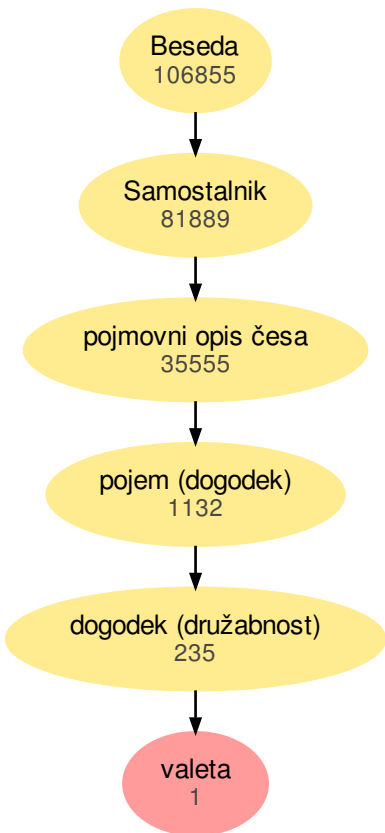 Beseda
106855
Samostalnik
81889
pojmovni opis česa
35555
pojem (dogodek)
1132
dogodek (družabnost)
235
valeta
1